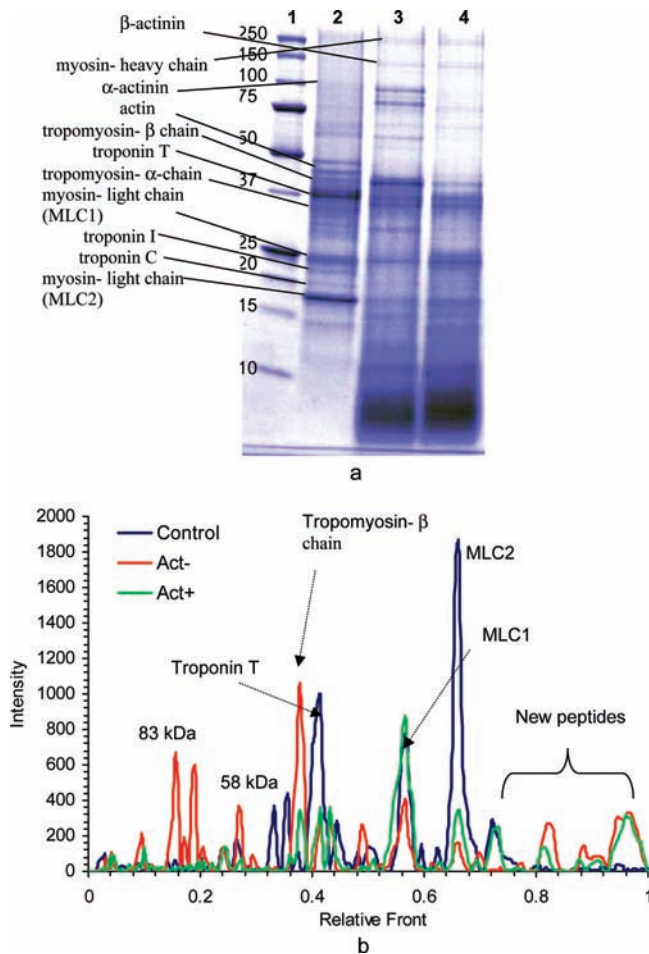 1 2 3 4
β-actinin
myosin- heavy chain
α-actinin
actin
tropomyosin- β chain
troponin T
tropomyosin- α-chain
myosin- light chain
(MLC1)
troponin I
troponin C
myosin- light chain
(MLC2)
250
150
100
75
50
37
25
20
15
10
a
2000
1800
1600
1400
1200
1000
800
600
400
200
0
Intensity
Control
Act-
Act+
Tropomyosin- β
chain
MLC2
Troponin T
MLC1
83 kDa
58 kDa
New peptides
0 0.2 0.4 0.6 0.8 1
Relative Front
b